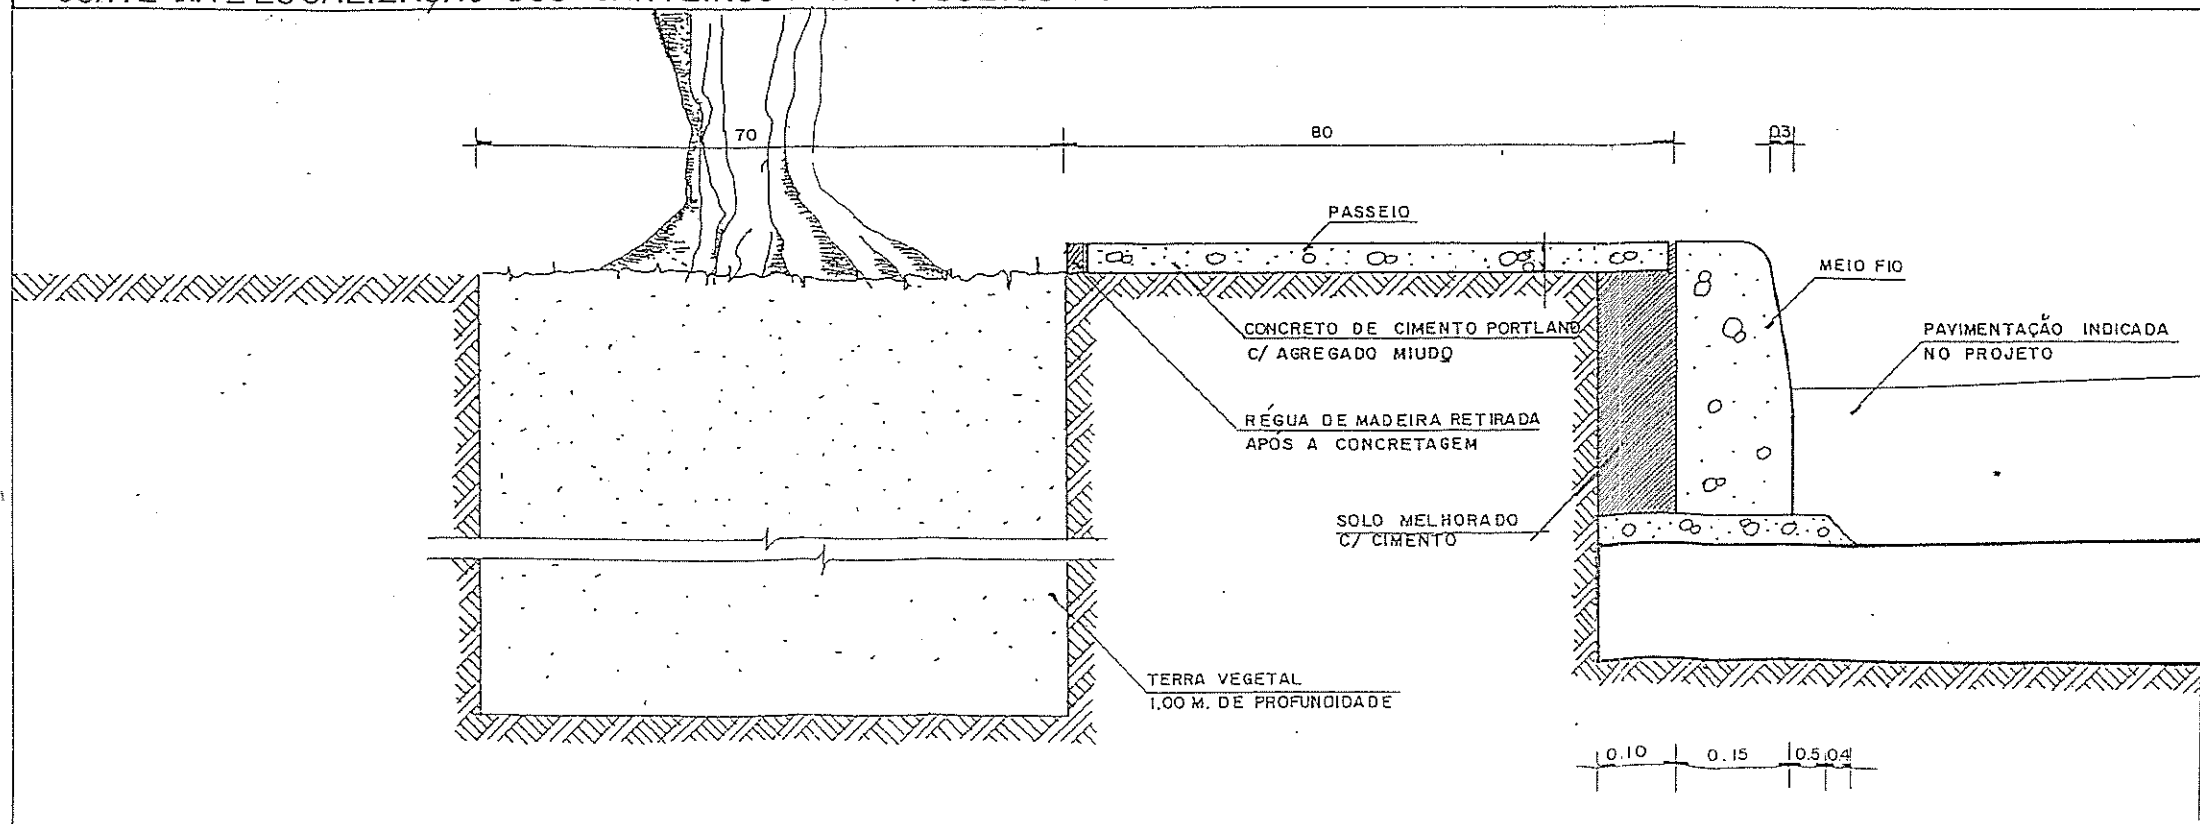 70
80
03
PASSEIO
MEIO FIO
CONCRETO DE CIMENTO PORTLAND
C/ AGREGADO MIUDO
PAVIMENTAÇÃO INDICADA
NO PROJETO
RÉGUA DE MADEIRA RETIRADA
APÓS A CONCRETAGEM
SOLO MELHORADO
C/ CIMENTO
TERRA VEGETAL
1.00 M. DE PROFUNDIDADE
0.10 0.15 0.5 04